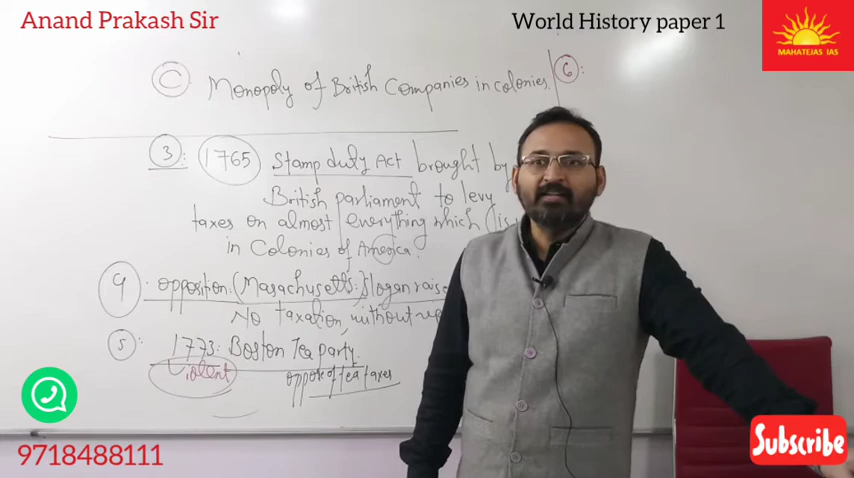 Anand Prakash Sir
World History paper 1
MAHATEJAS IAS
C Monopoly of British Companies in colonies.
6:
3: 1765 Stamp duty Act brought by
British parliament to levy
taxes on almost everything which
in Colonies of America.
4 opposition: (Masachusetts:) slogan
No taxation, without
5: 1773: Boston Tea party.
Violent
oppose of tea taxes
9718488111
Subscribe